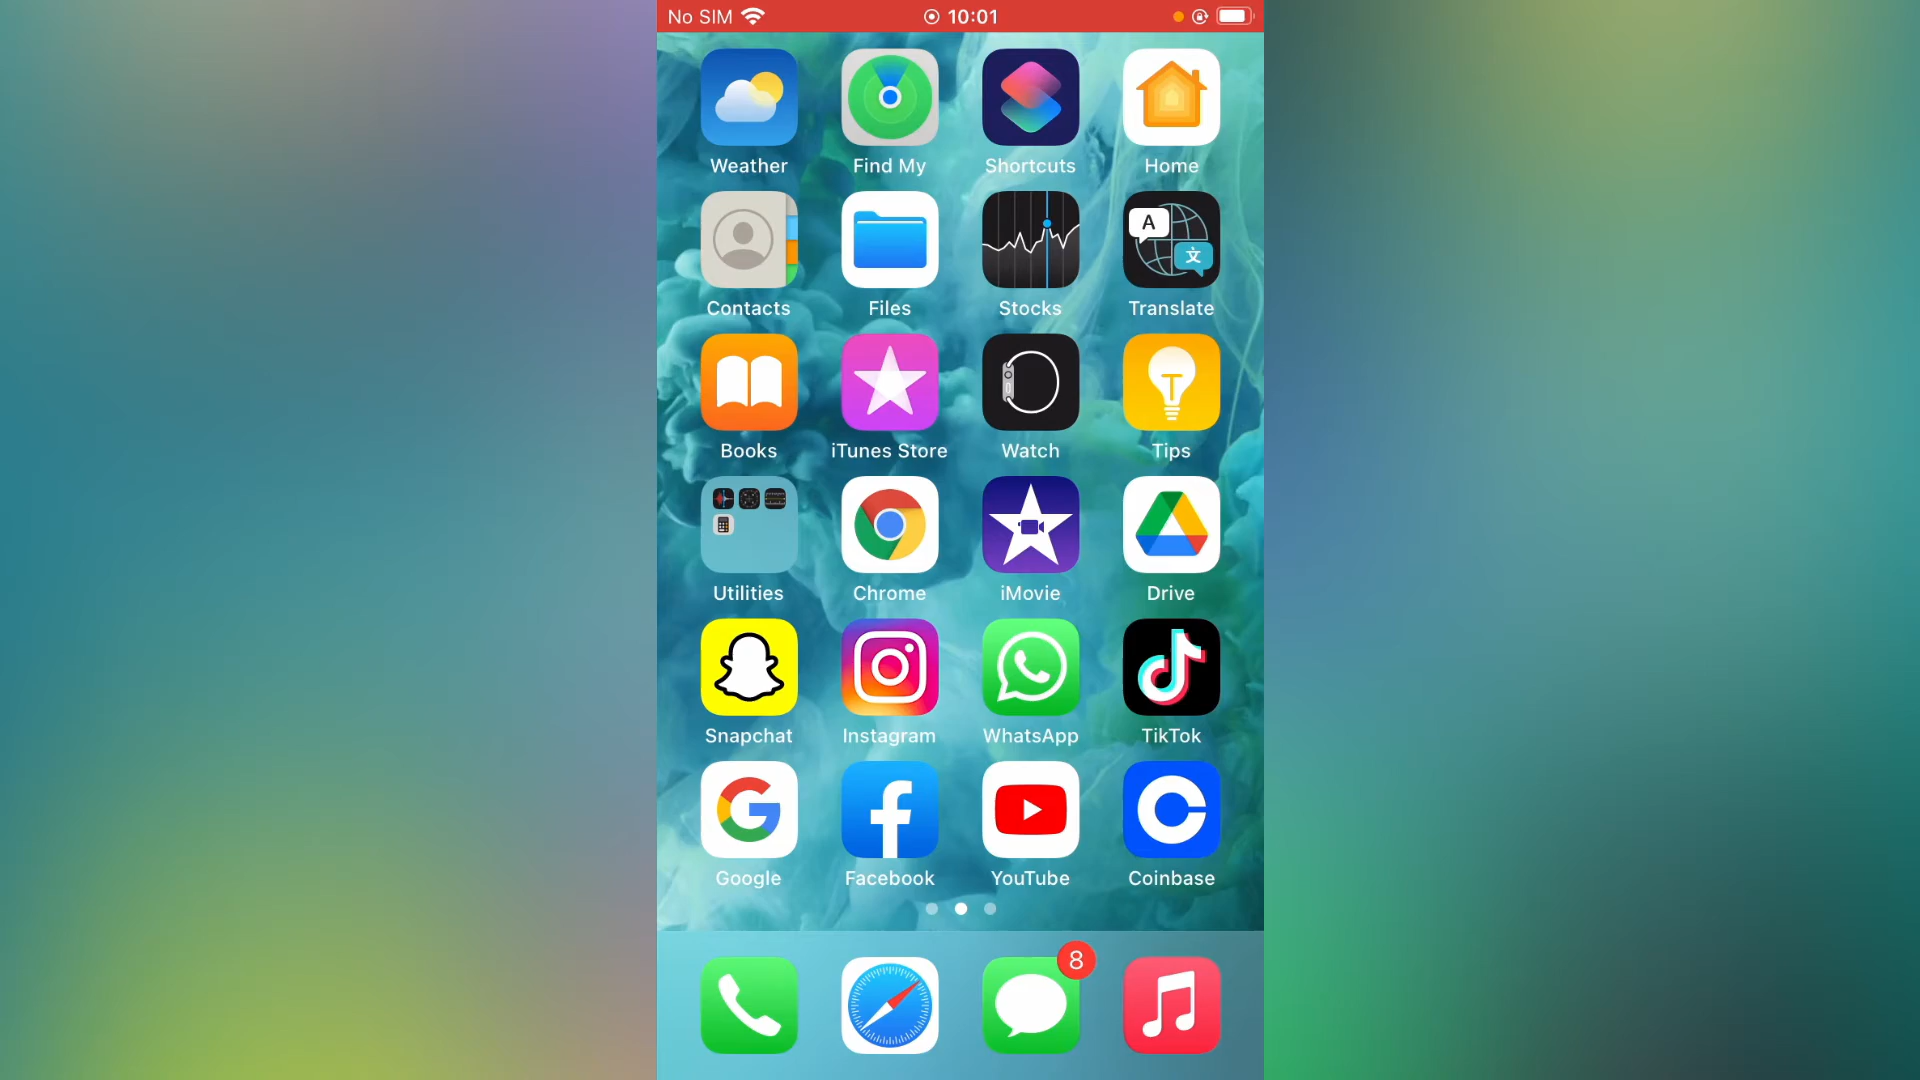 No SIM 10:01
Weather Find My Shortcuts Home
A 文
Contacts Files Stocks Translate
Books iTunes Store Watch Tips
Utilities Chrome iMovie Drive
Snapchat Instagram WhatsApp TikTok
Google Facebook YouTube Coinbase
8